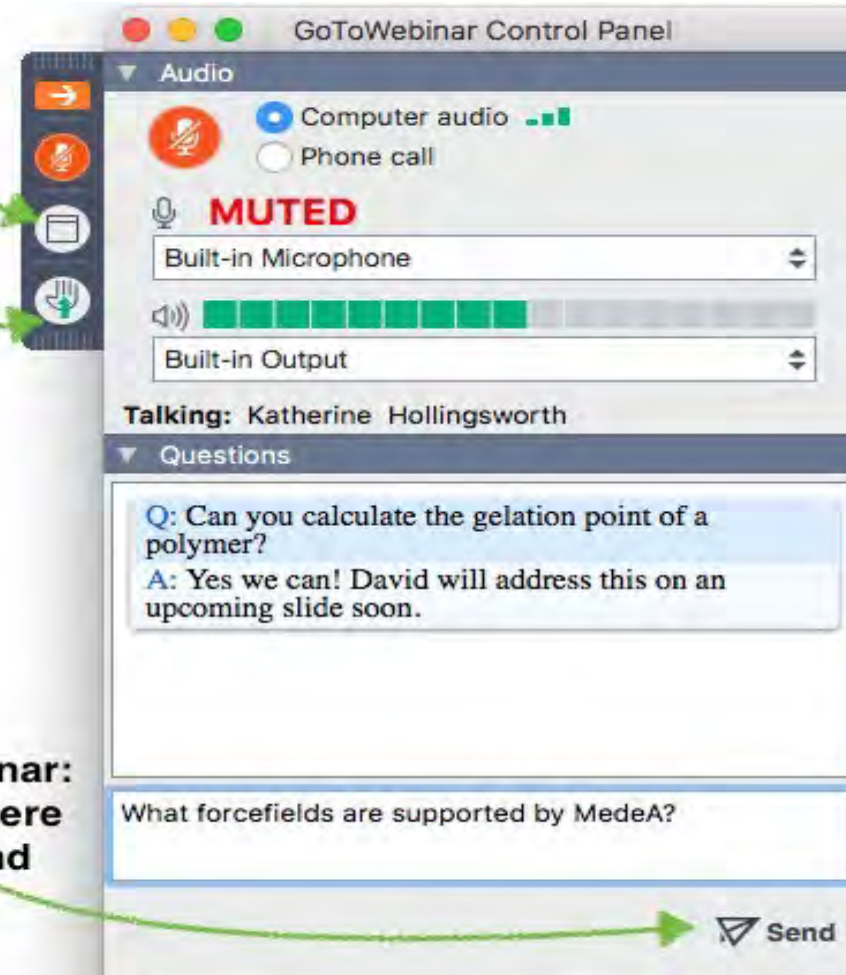 GoToWebinar Control Panel
Audio
Computer audio
Phone call
MUTED
Built-in Microphone
Built-in Output
Talking: Katherine Hollingsworth
Questions
Q: Can you calculate the gelation point of a
polymer?
A: Yes we can! David will address this on an
upcoming slide soon.
nar:
ere
nd
What forcefields are supported by MedeA?
Send